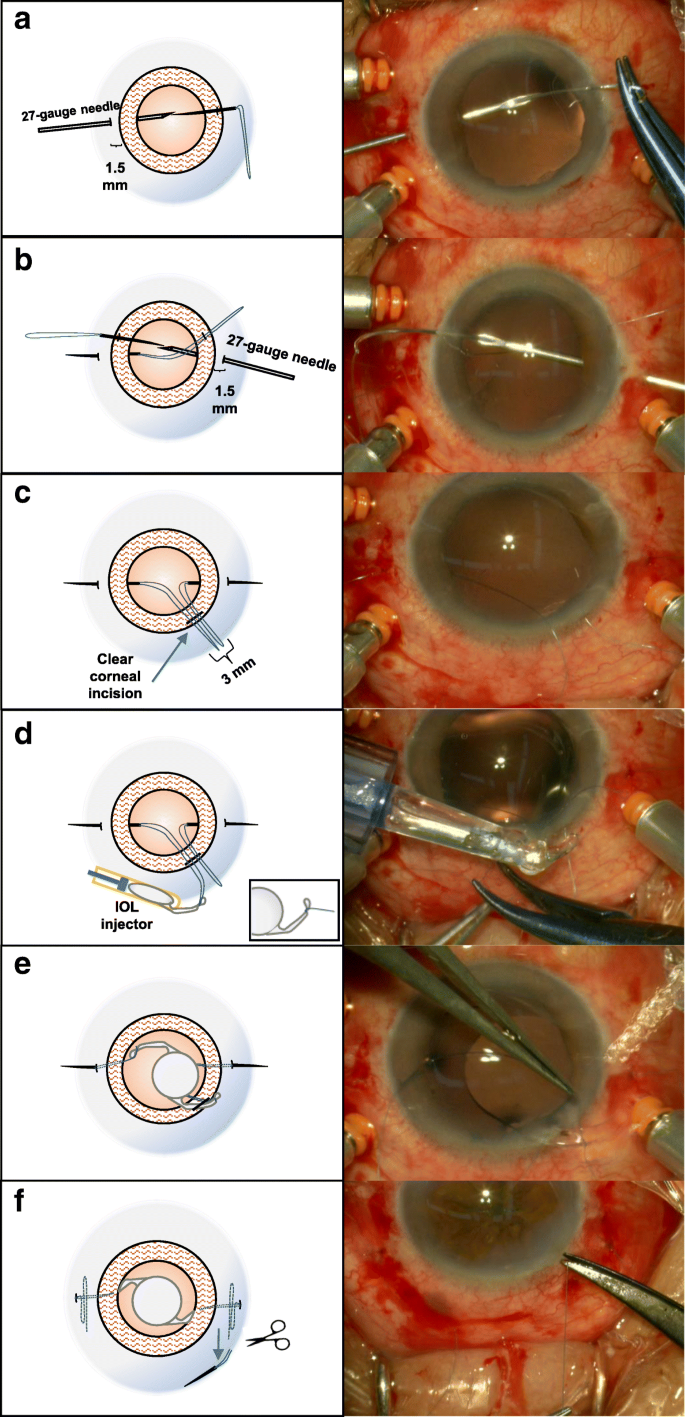 a
27-gauge needle
1.5
mm
b
27-gauge needle
1.5
mm
c
Clear
corneal
incision
3 mm
d
IOL
injector
e
f